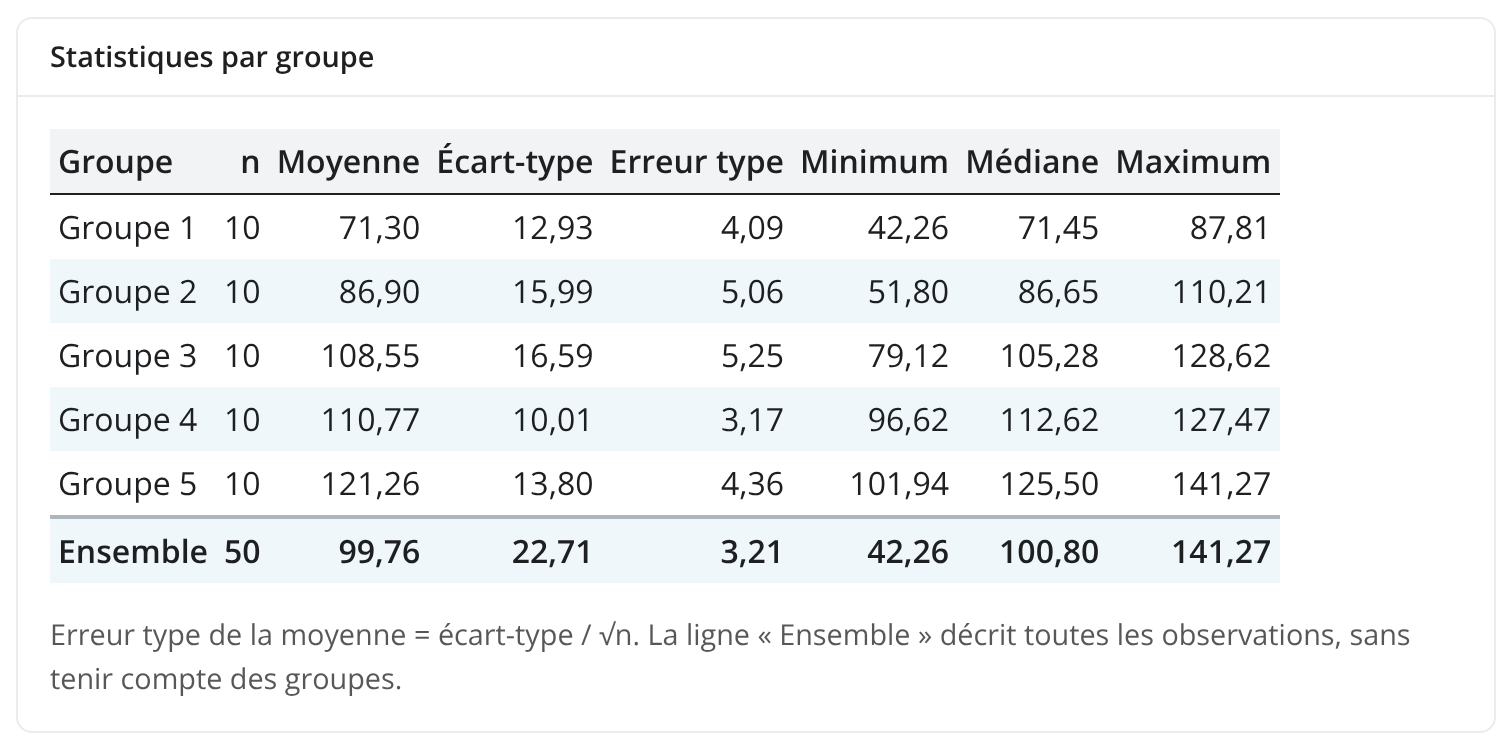 Statistiques par groupe
Groupe n Moyenne Écart-type Erreur type Minimum Médiane Maximum
Groupe 1 10 71,30 12,93 4,09 42,26 71,45 87,81
Groupe 2 10 86,90 15,99 5,06 51,80 86,65 110,21
Groupe 3 10 108,55 16,59 5,25 79,12 105,28 128,62
Groupe 4 10 110,77 10,01 3,17 96,62 112,62 127,47
Groupe 5 10 121,26 13,80 4,36 101,94 125,50 141,27
Ensemble 50 99,76 22,71 3,21 42,26 100,80 141,27
Erreur type de la moyenne = écart-type / √n. La ligne « Ensemble » décrit toutes les observations, sans
tenir compte des groupes.